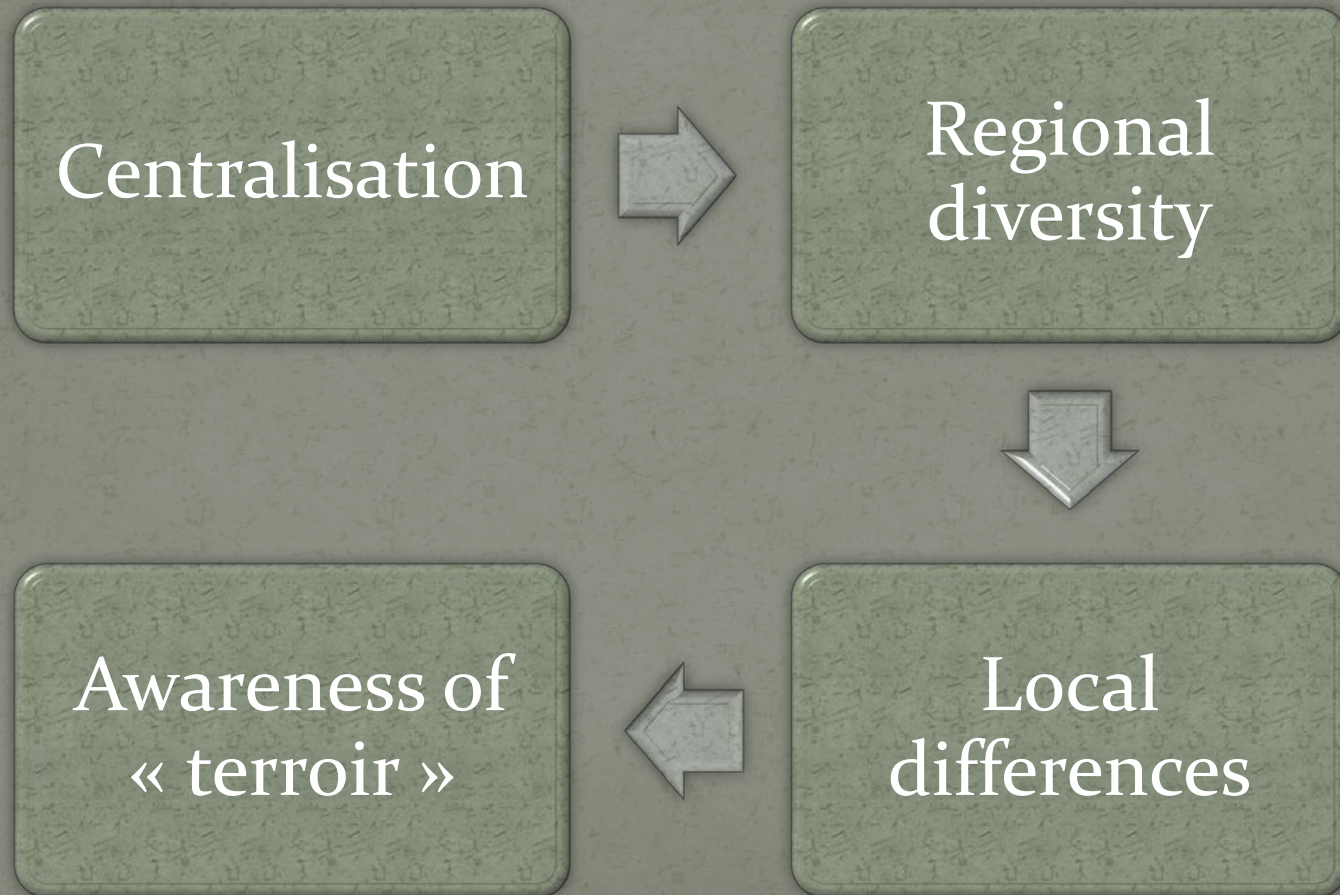 Centralisation
Regional
diversity
Local
differences
Awareness of
« terroir »